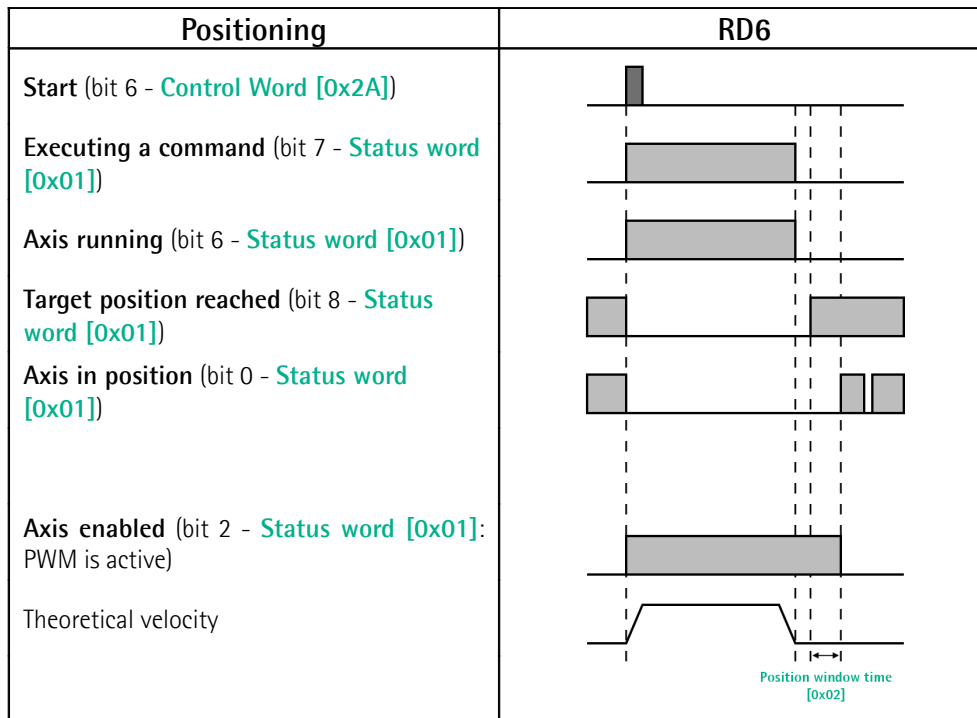 Positioning
RD6
Start (bit 6 - Control Word [0x2A])
Executing a command (bit 7 - Status word
[0x01])
Axis running (bit 6 - Status word [0x01])
Target position reached (bit 8 - Status
word [0x01])
Axis in position (bit 0 - Status word
[0x01])
Axis enabled (bit 2 - Status word [0x01]:
PWM is active)
Theoretical velocity
Position window time
[0x02]